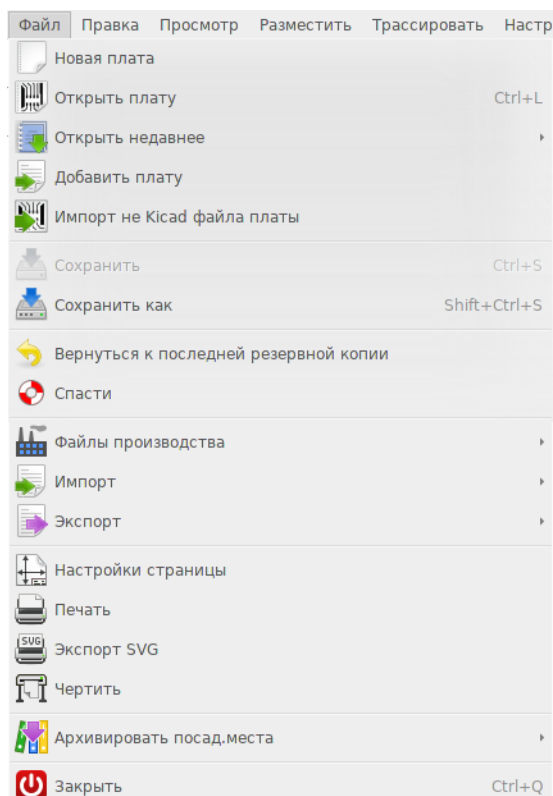 Файл Правка Просмотр Разместить Трассировать Настр
Новая плата
Открыть плату Ctrl+L
Открыть недавнее
Добавить плату
Импорт не Kicad файла платы
Сохранить Ctrl+S
Сохранить как Shift+Ctrl+S
Вернуться к последней резервной копии
Спасти
Файлы производства
Импорт
Экспорт
Настройки страницы
Печать
SVG Экспорт SVG
Чертить
Архивировать посад.места
Закрыть Ctrl+Q